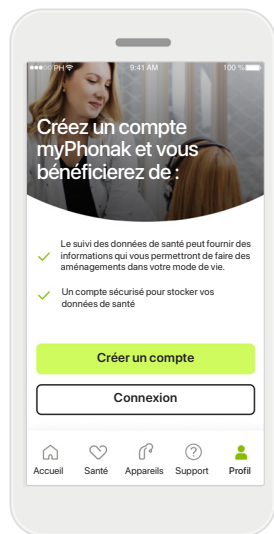 PH
9:41 AM
100 %
Créez un compte
myPhonak et vous
bénéficierez de :
Le suivi des données de santé peut fournir des
informations qui vous permettront de faire des
aménagements dans votre mode de vie.
Un compte sécurisé pour stocker vos
données de santé
Créer un compte
Connexion
Accueil
Santé
Appareils
Support
Profil